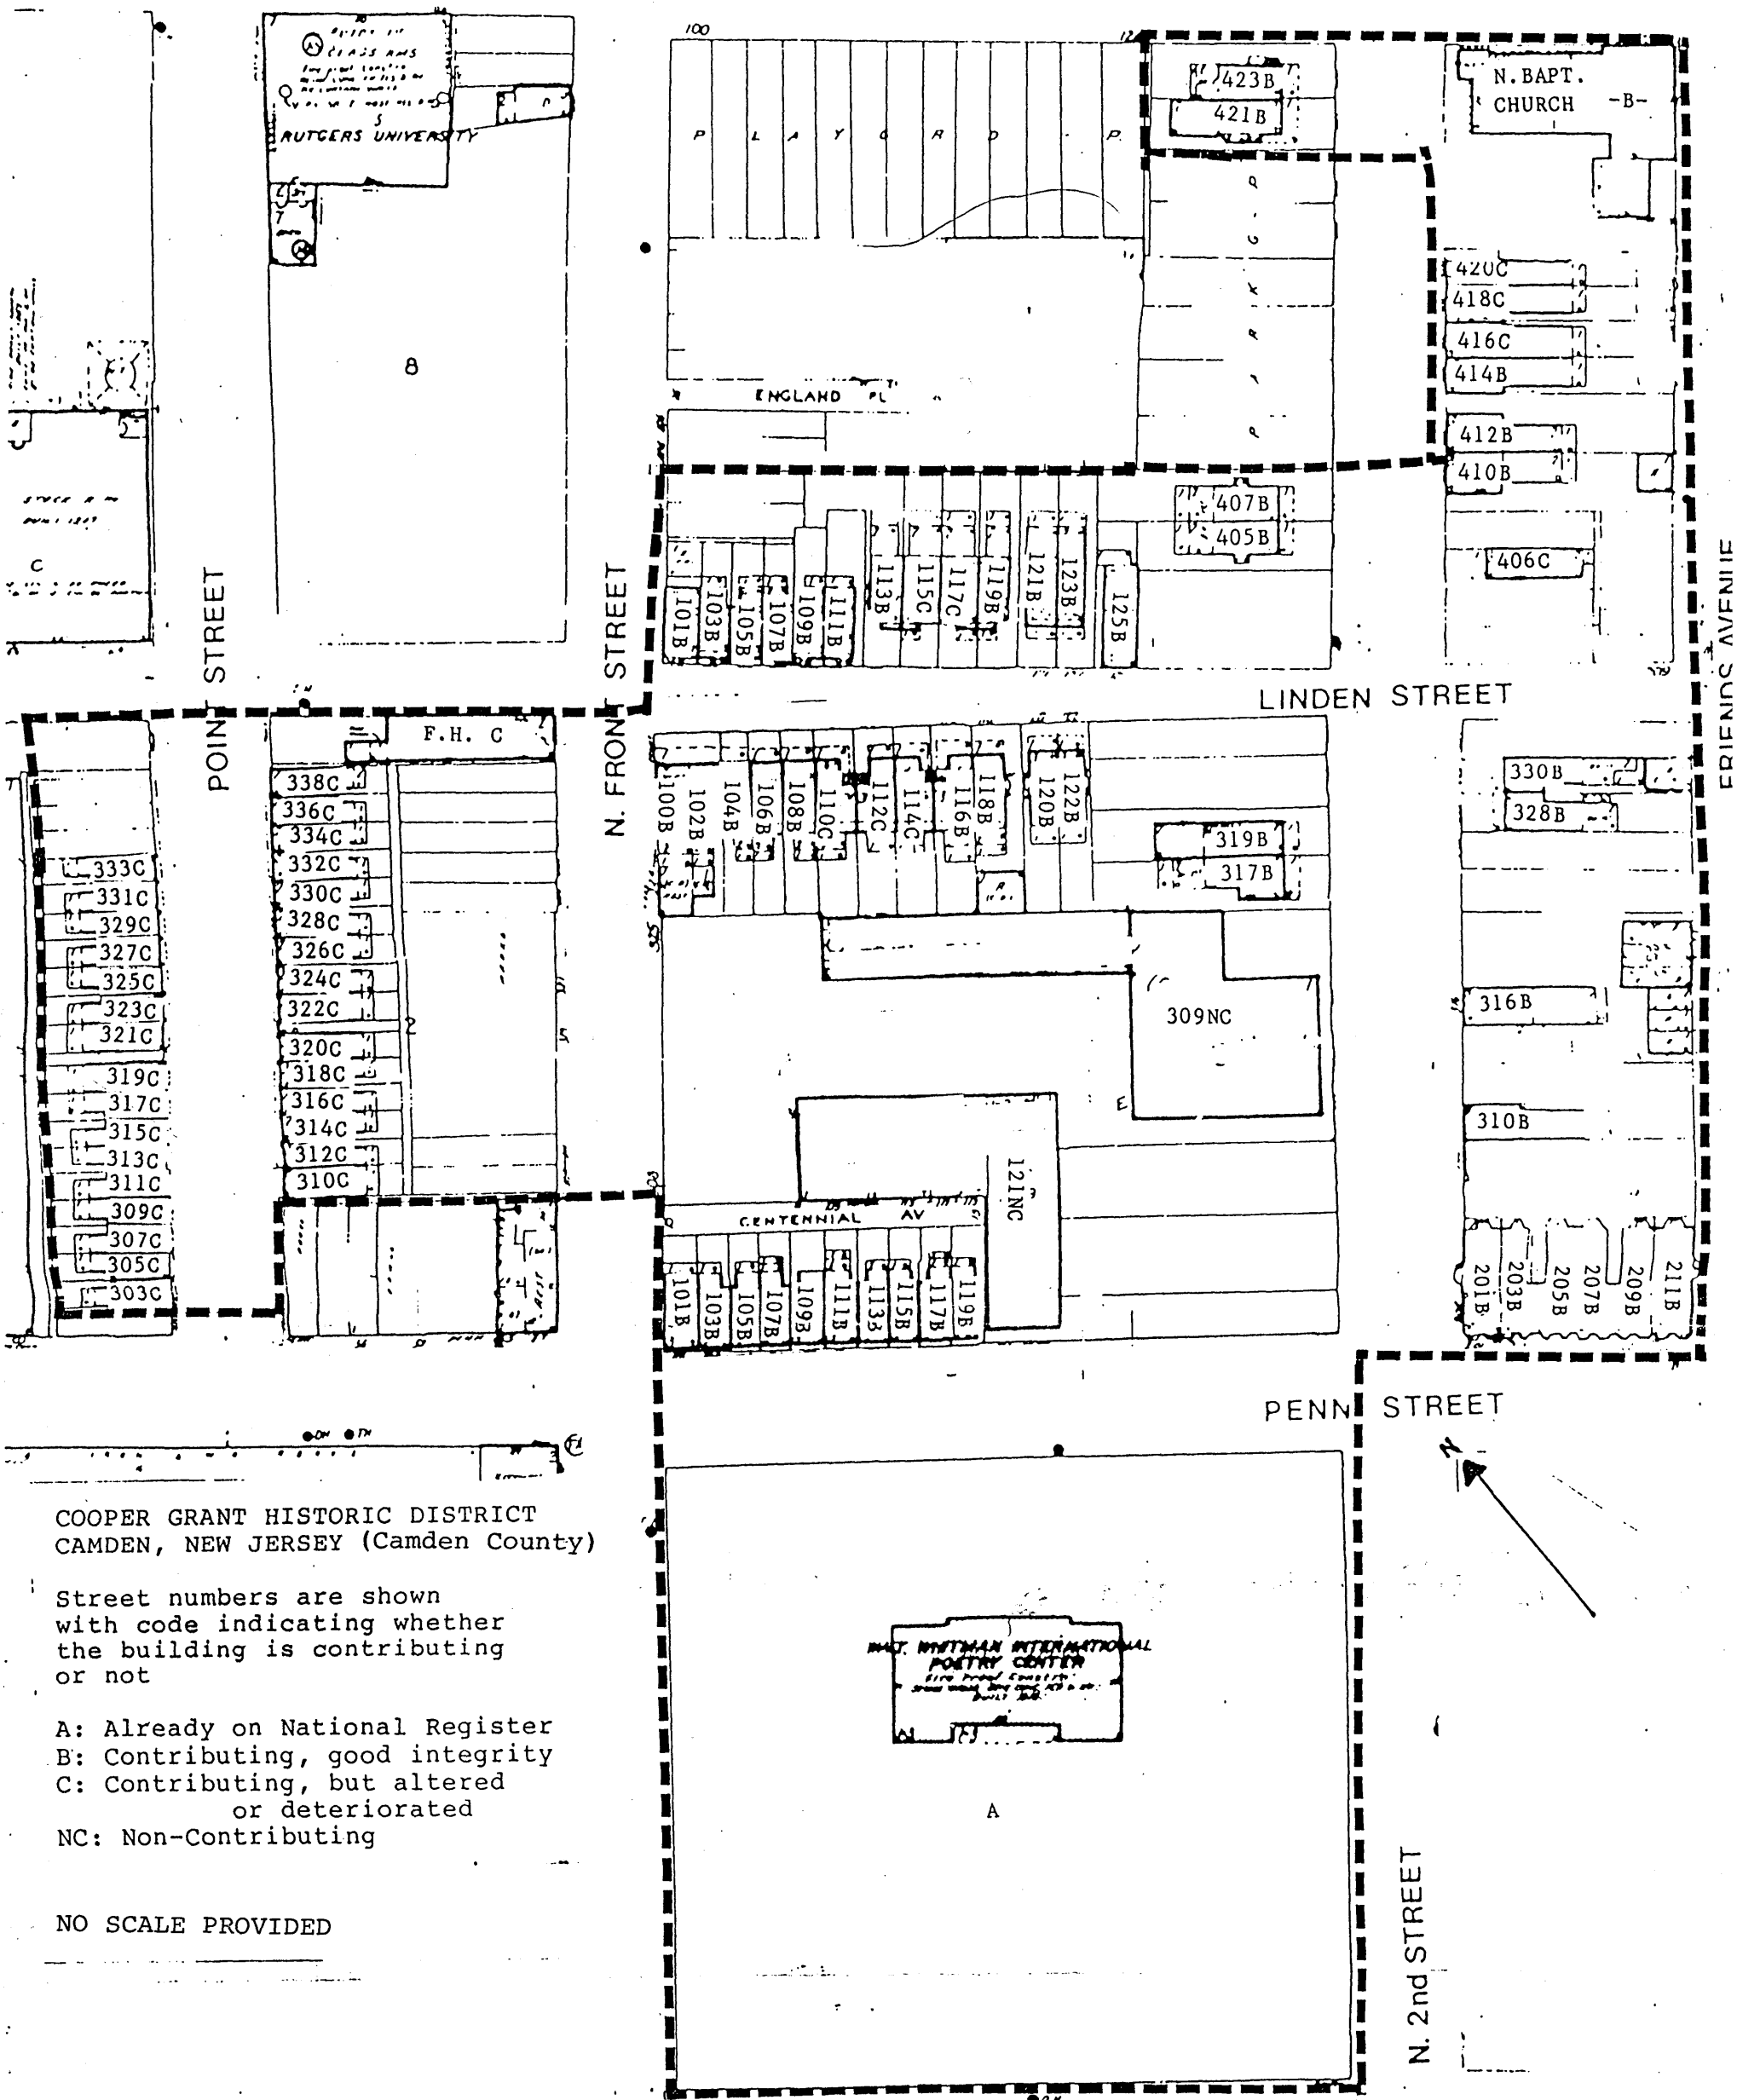 RUTGERS UNIVERSITY
100
PLAYGRD - P
423B
421B
N. BAPT.
CHURCH -B-
P A R K ' G
8
420C
418C
416C
414B
412B
410B
ENGLAND PL
407B
405B
406C
C
POINT STREET
N. FRONT STREET
101B
103B
105B
107B
109B
111B
113B
115C
117C
119B
121B
123B
125B
FRIENDS AVENUE
LINDEN STREET
F.H. C
338C
336C
334C
332C
330C
328C
326C
324C
322C
320C
318C
316C
314C
312C
310C
333C
331C
329C
327C
325C
323C
321C
319C
317C
315C
313C
311C
309C
307C
305C
303C
2
100B
102B
104B
106B
108B
110C
112C
114C
116B
118B
120B
122B
319B
317B
330B
328B
325
309NC
316B
310B
E
121NC
CENTENNIAL AV
101B
103B
105B
107B
109B
111B
113B
115B
117B
119B
201B
203B
205B
207B
209B
211B
PENN STREET
N
COOPER GRANT HISTORIC DISTRICT
CAMDEN, NEW JERSEY (Camden County)
Street numbers are shown
with code indicating whether
the building is contributing
or not
A: Already on National Register
B: Contributing, good integrity
C: Contributing, but altered
or deteriorated
NC: Non-Contributing
NO SCALE PROVIDED
WALT WHITMAN INTERNATIONAL
POETRY CENTER
A
N. 2nd STREET